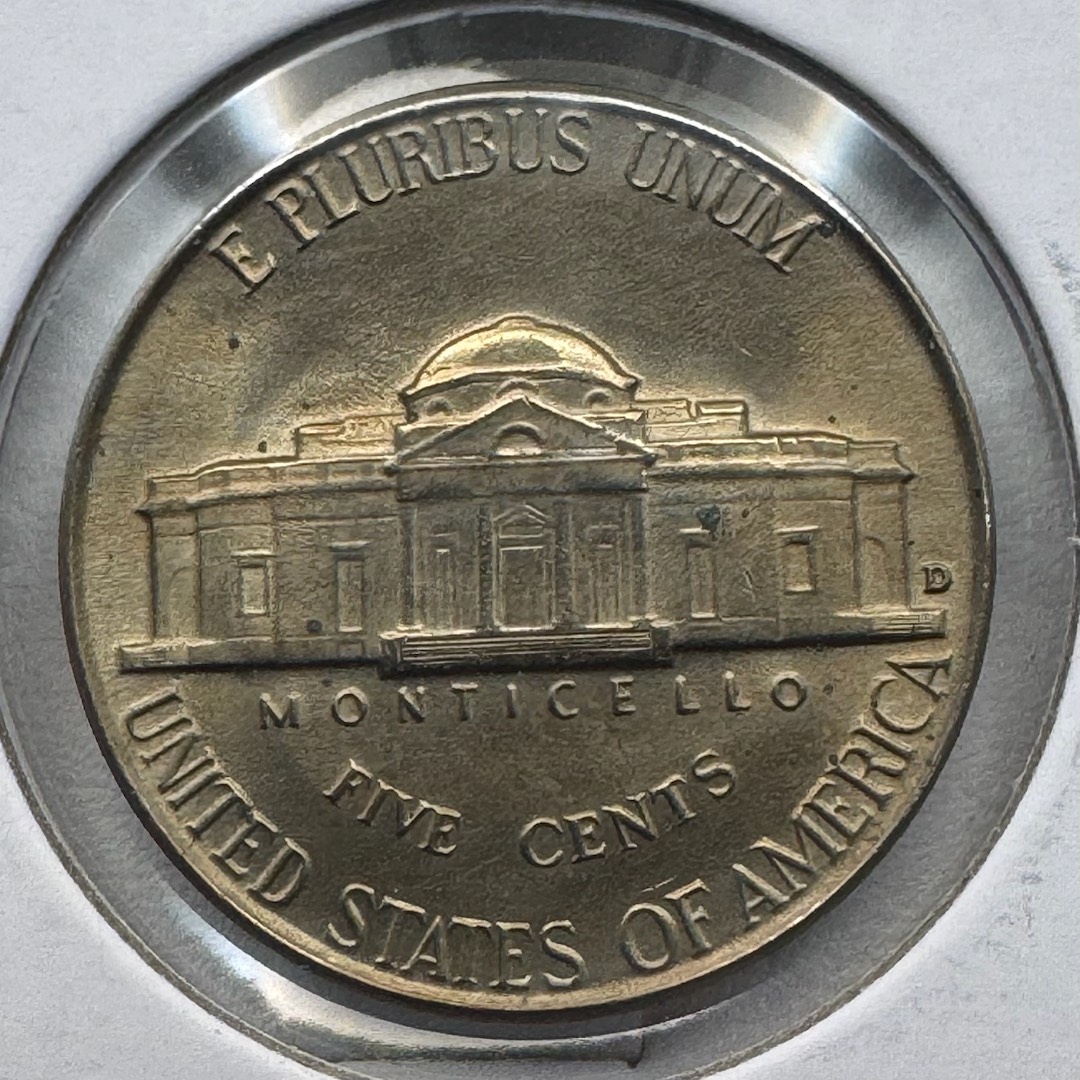 E PLURIBUS UNUM
D
MONTICELLO
FIVE CENTS
UNITED STATES OF AMERICA